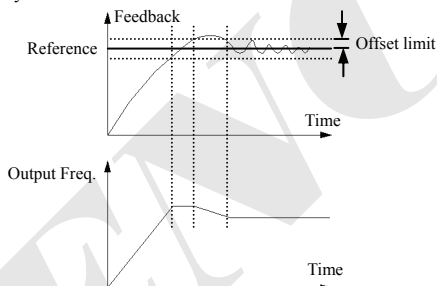 Feedback
Reference
Offset limit
Time
Output Freq.
Time